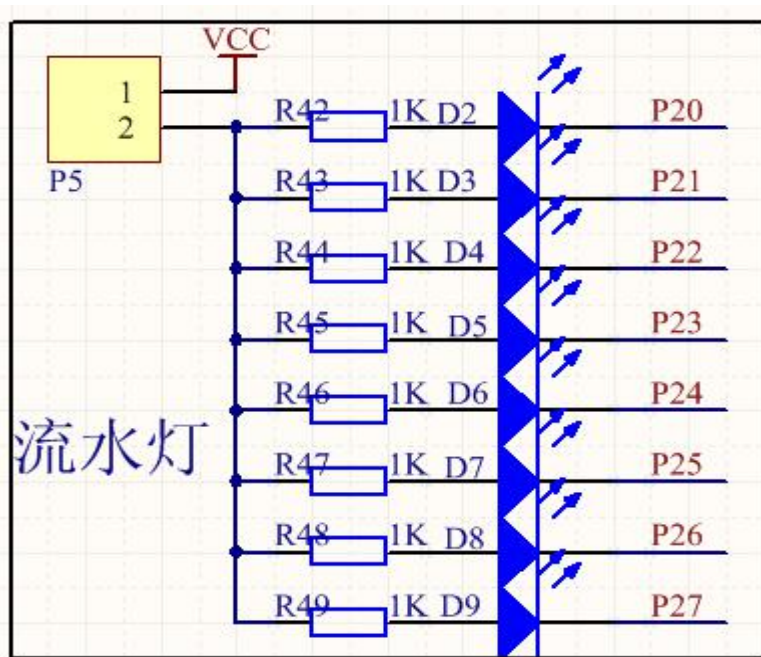 VCC
1
2
P5
R42 1K D2 P20
R43 1K D3 P21
R44 1K D4 P22
R45 1K D5 P23
R46 1K D6 P24
流水灯
R47 1K D7 P25
R48 1K D8 P26
R49 1K D9 P27